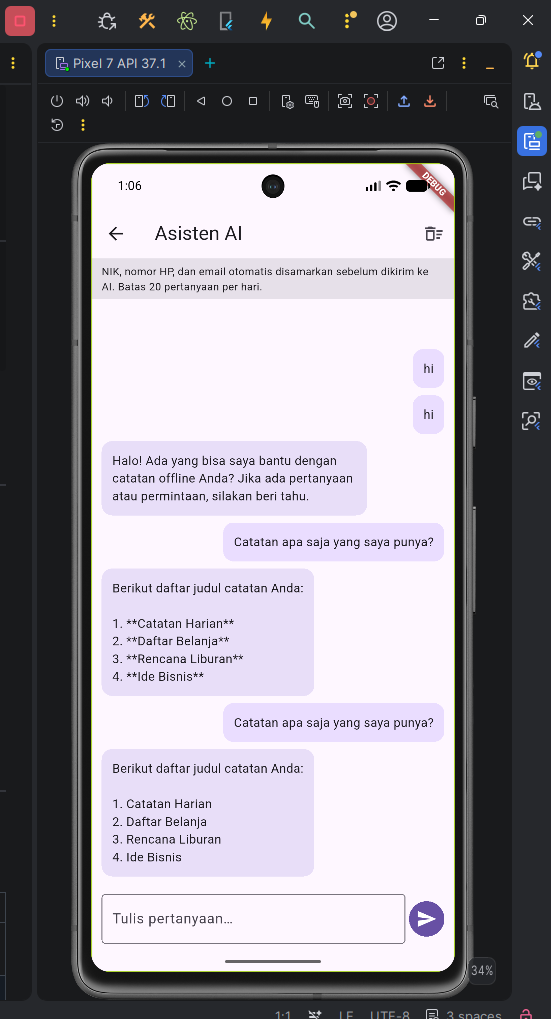 Pixel 7 API 37.1
1:06
DEBUG
Asisten AI
NIK, nomor HP, dan email otomatis disamarkan sebelum dikirim ke
AI. Batas 20 pertanyaan per hari.
hi
hi
Halo! Ada yang bisa saya bantu dengan
catatan offline Anda? Jika ada pertanyaan
atau permintaan, silakan beri tahu.
Catatan apa saja yang saya punya?
Berikut daftar judul catatan Anda:
1. **Catatan Harian**
2. **Daftar Belanja**
3. **Rencana Liburan**
4. **Ide Bisnis**
Catatan apa saja yang saya punya?
Berikut daftar judul catatan Anda:
1. Catatan Harian
2. Daftar Belanja
3. Rencana Liburan
4. Ide Bisnis
Tulis pertanyaan...
34%
1:1 LF UTF-8 3 spaces